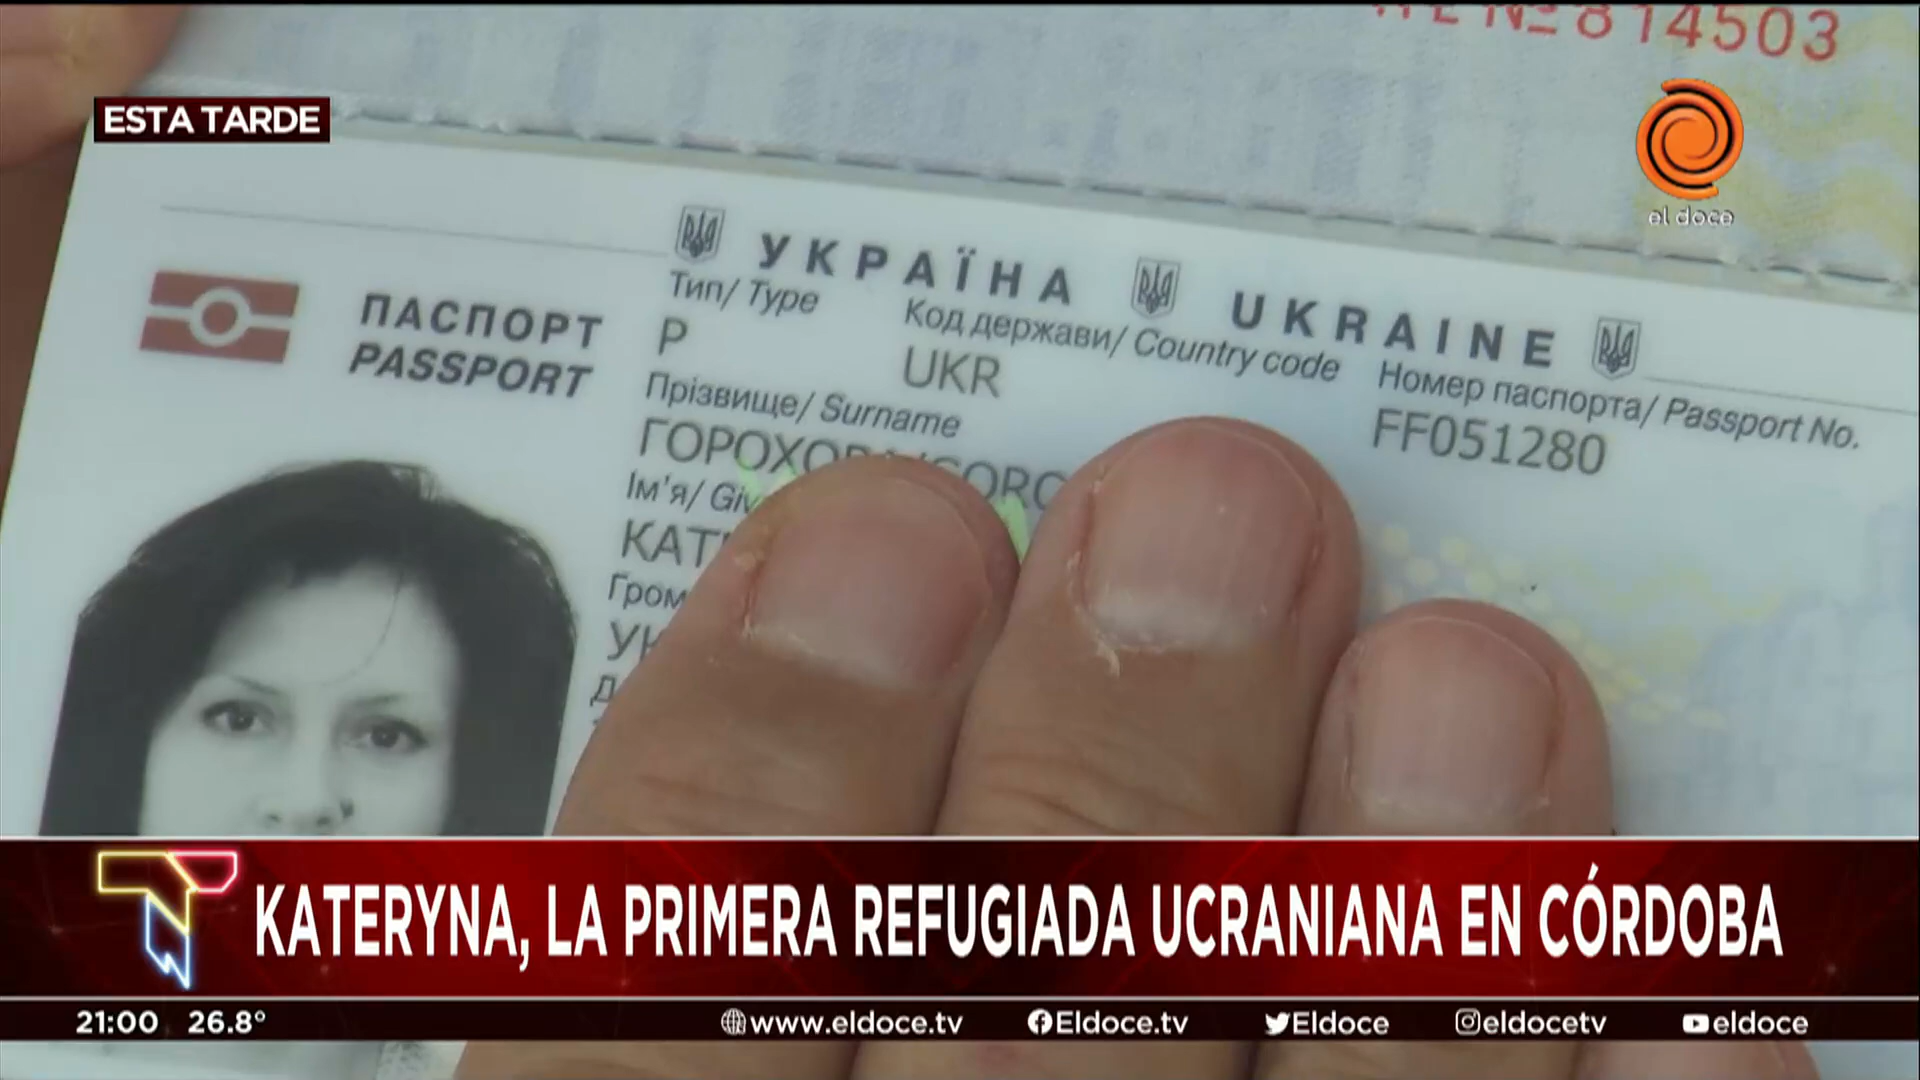 №814503
ESTA TARDE
el doce
УКРАЇНА UKRAINE
ПАСПОРТ
PASSPORT
Тип/ Type
Код держави/ Country code
Номер паспорта/ Passport No.
P
UKR
FF051280
Прізвище/ Surname
Ім'я/
KATERYNA, LA PRIMERA REFUGIADA UCRANIANA EN CÓRDOBA
21:00 26.8°
www.eldoce.tv Eldoce.tv Eldoce eldocetv eldoce